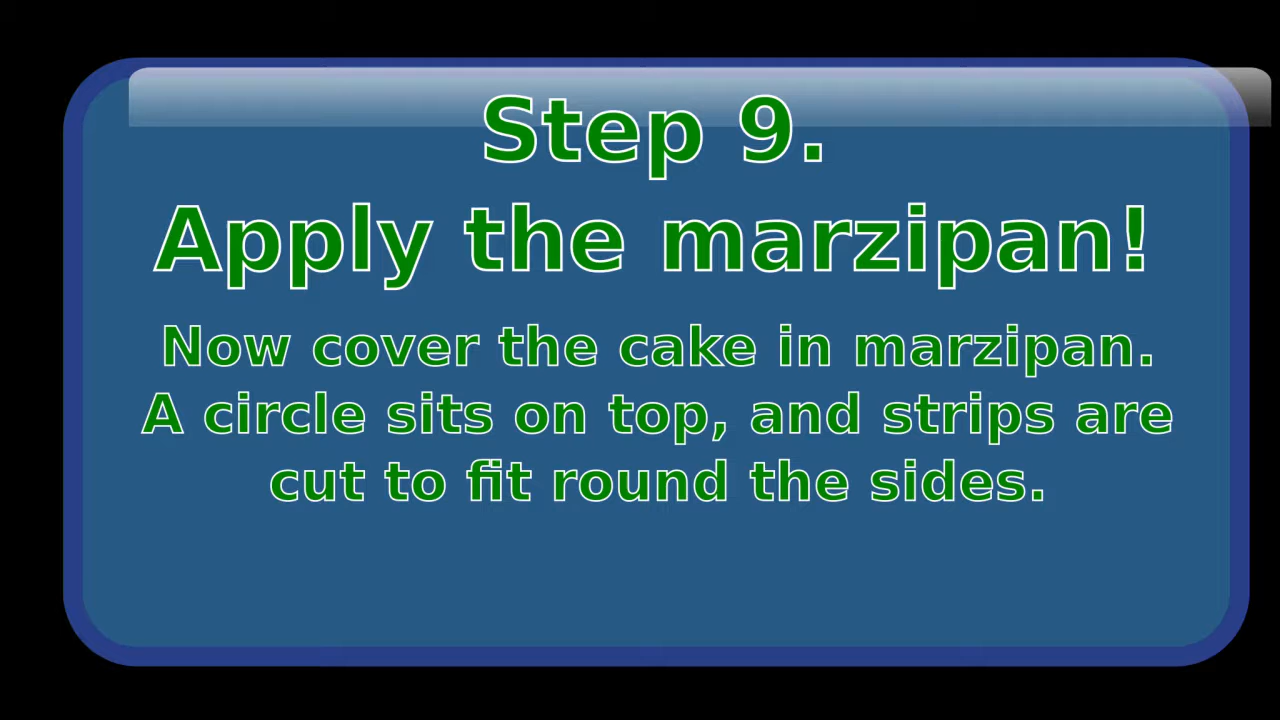 Step 9.
Apply the marzipan!
Now cover the cake in marzipan.
A circle sits on top, and strips are
cut to fit round the sides.